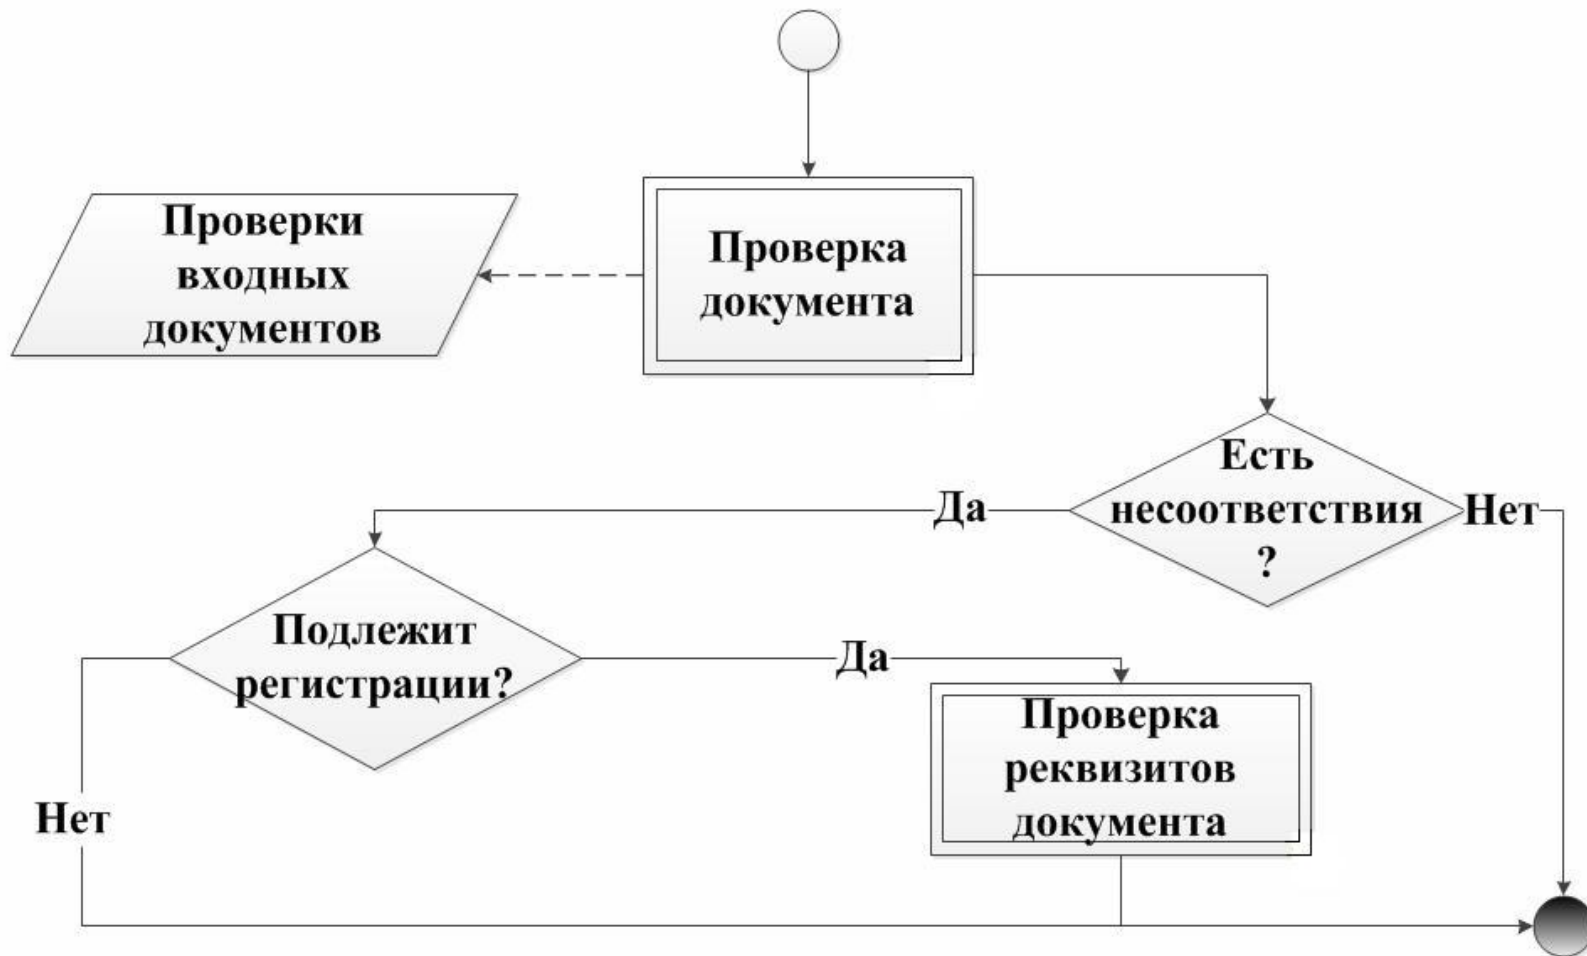 Проверки
входных
документов
Проверка
документа
Есть
несоответствия
?
Да
Нет
Подлежит
регистрации?
Да
Нет
Проверка
реквизитов
документа